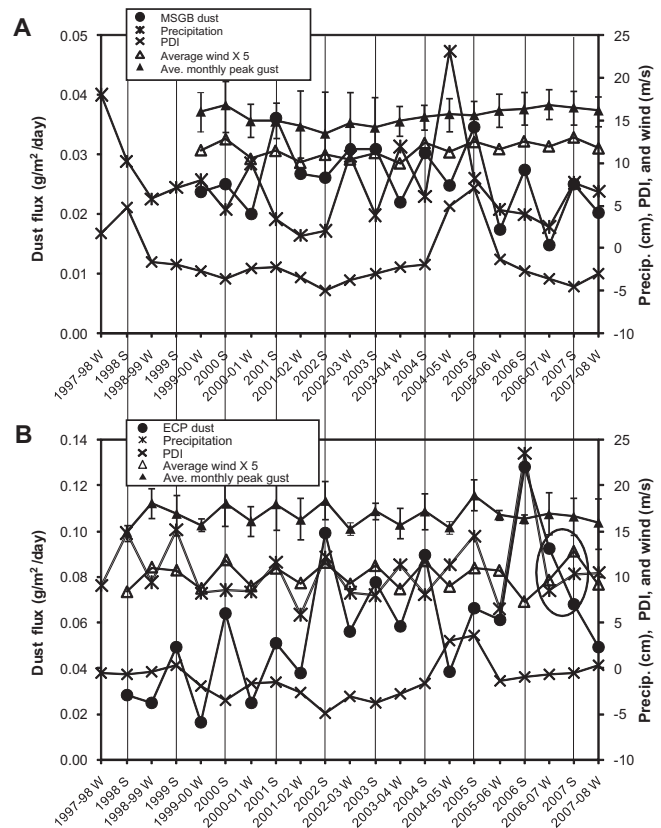 A
MSGB dust
Precipitation
PDI
Average wind X 5
Ave. monthly peak gust
0.05
0.04
0.03
0.02
0.01
0.00
Dust flux (g/m² /day)
25
20
15
10
5
0
-5
-10
Precip. (cm), PDI, and wind (m/s)
1997-98 W
1998 S
1998-99 W
1999 S
1999-00 W
2000 S
2000-01 W
2001 S
2001-02 W
2002 S
2002-03 W
2003 S
2003-04 W
2004 S
2004-05 W
2005 S
2005-06 W
2006 S
2006-07 W
2007 S
2007-08 W
B
ECP dust
Precipitation
PDI
Average wind X 5
Ave. monthly peak gust
0.14
0.12
0.10
0.08
0.06
0.04
0.02
0.00
Dust flux (g/m² /day)
25
20
15
10
5
0
-5
-10
Precip. (cm), PDI, and wind (m/s)
1997-98 W
1998 S
1998-99 W
1999 S
1999-00 W
2000 S
2000-01 W
2001 S
2001-02 W
2002 S
2002-03 W
2003 S
2003-04 W
2004 S
2004-05 W
2005 S
2005-06 W
2006 S
2006-07 W
2007 S
2007-08 W